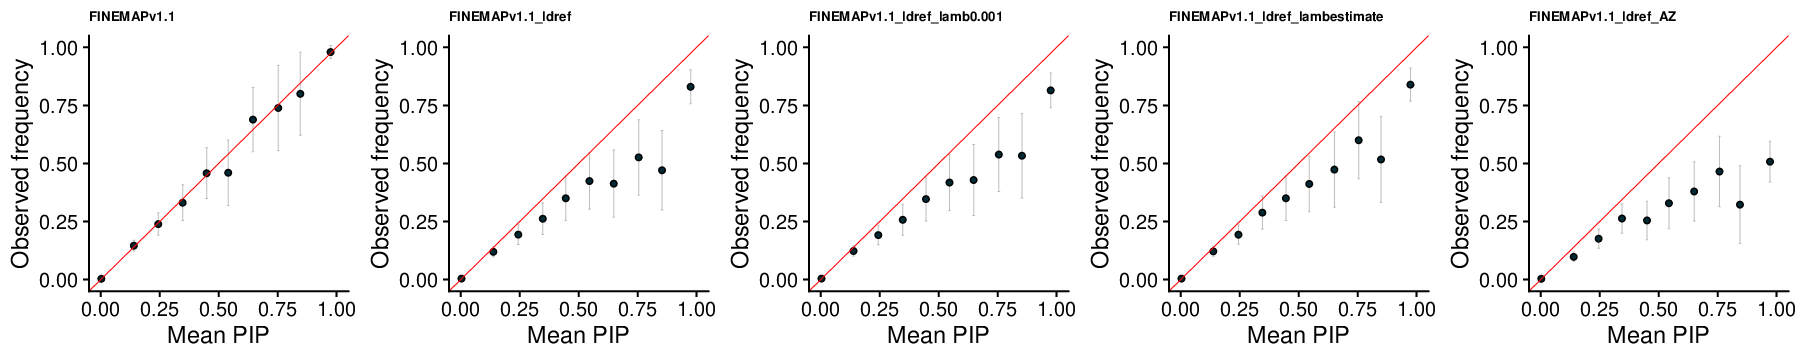 FINEMAPv1.1
1.00
0.75
0.50
0.25
0.00
Observed frequency
0.00 0.25 0.50 0.75 1.00
Mean PIP
FINEMAPv1.1_ldref
1.00
0.75
0.50
0.25
0.00
Observed frequency
0.00 0.25 0.50 0.75 1.00
Mean PIP
FINEMAPv1.1_ldref_lamb0.001
1.00
0.75
0.50
0.25
0.00
Observed frequency
0.00 0.25 0.50 0.75 1.00
Mean PIP
FINEMAPv1.1_ldref_lambestimate
1.00
0.75
0.50
0.25
0.00
Observed frequency
0.00 0.25 0.50 0.75 1.00
Mean PIP
FINEMAPv1.1_ldref_AZ
1.00
0.75
0.50
0.25
0.00
Observed frequency
0.00 0.25 0.50 0.75 1.00
Mean PIP